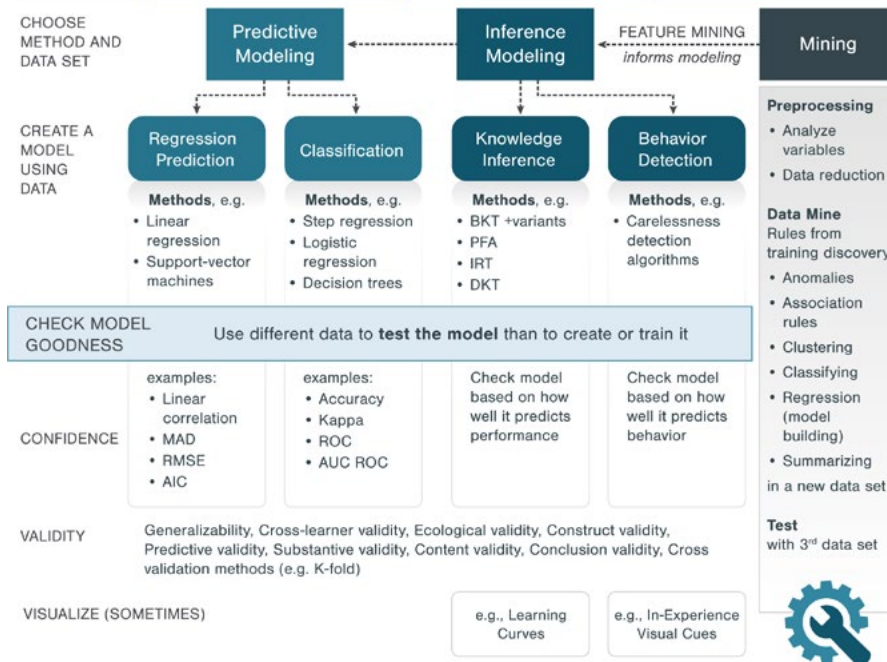 CHOOSE
METHOD AND
DATA SET
Predictive
Modeling
Inference
Modeling
FEATURE MINING
informs modeling
Mining
CREATE A
MODEL
USING
DATA
Regression
Prediction
Methods, e.g.
• Linear
regression
• Support-vector
machines
Classification
Methods, e.g.
• Step regression
• Logistic
regression
• Decision trees
Knowledge
Inference
Methods, e.g.
• BKT +variants
• PFA
• IRT
• DKT
Behavior
Detection
Methods, e.g.
• Carelessness
detection
algorithms
CHECK MODEL
GOODNESS
Use different data to test the model than to create or train it
CONFIDENCE
examples:
• Linear
correlation
• MAD
• RMSE
• AIC
examples:
• Accuracy
• Kappa
• ROC
• AUC ROC
Check model
based on how
well it predicts
performance
Check model
based on how
well it predicts
behavior
VALIDITY
Generalizability, Cross-learner validity, Ecological validity, Construct validity,
Predictive validity, Substantive validity, Content validity, Conclusion validity, Cross
validation methods (e.g. K-fold)
VISUALIZE (SOMETIMES)
e.g., Learning
Curves
e.g., In-Experience
Visual Cues
Preprocessing
• Analyze
variables
• Data reduction
Data Mine
Rules from
training discovery
• Anomalies
• Association
rules
• Clustering
• Classifying
• Regression
(model
building)
• Summarizing
in a new data set
Test
with 3rd data set